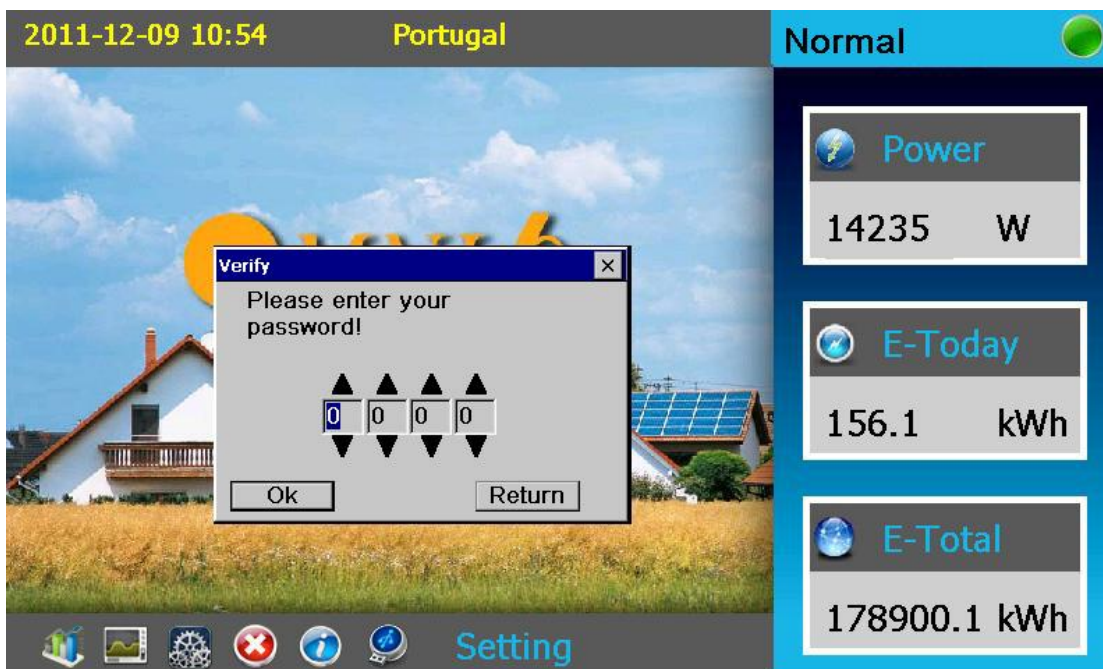 2011-12-09 10:54 Portugal
Normal
Power
14235 W
E-Today
156.1 kWh
E-Total
178900.1 kWh
Verify
Please enter your
password!
0 0 0 0
Ok Return
Setting